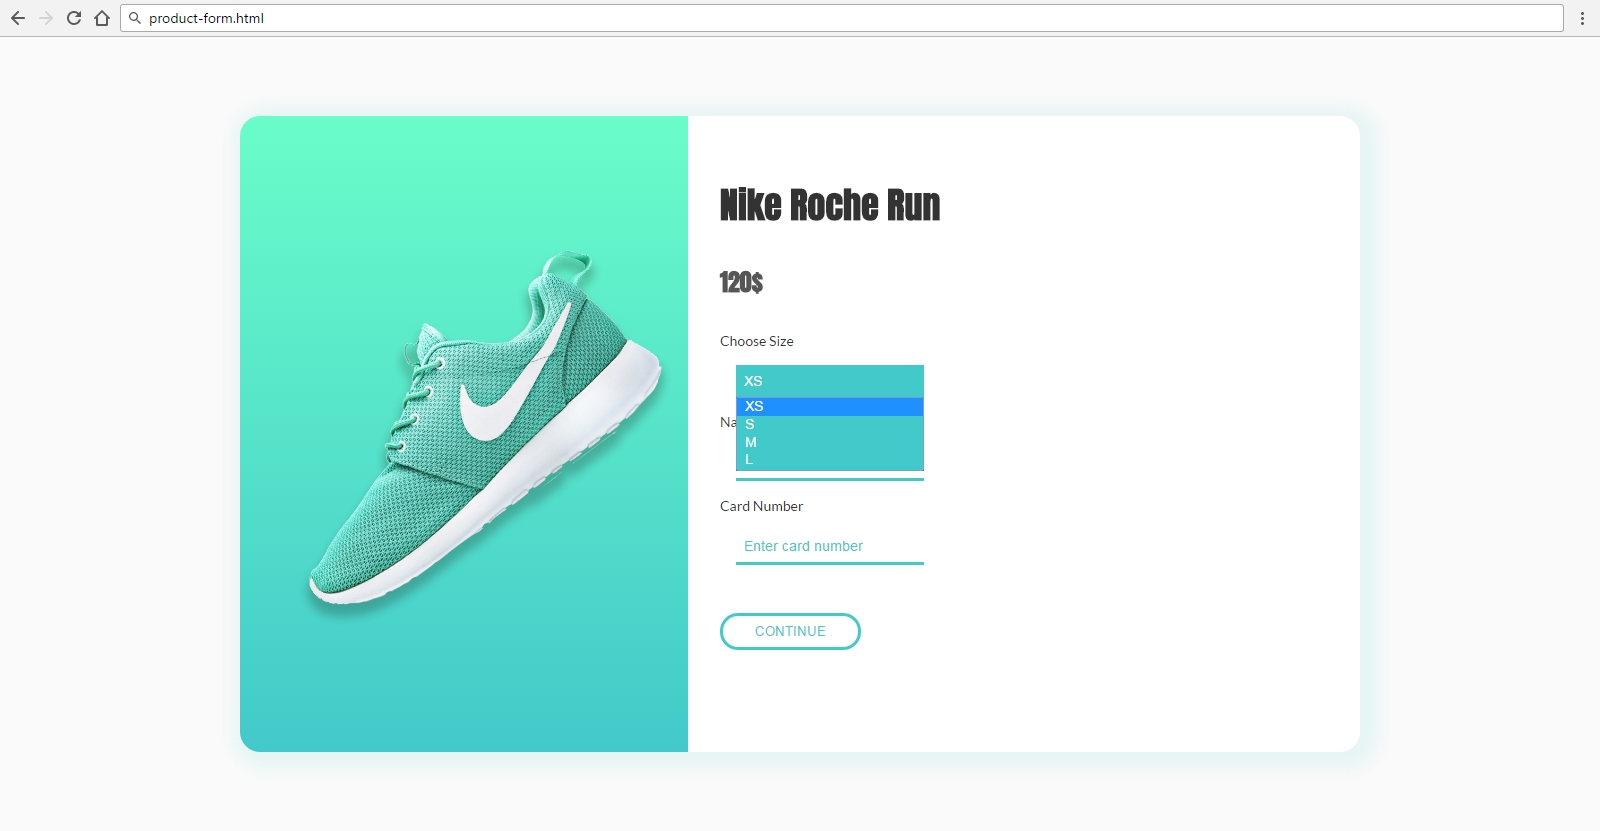 product-form.html
Nike Roche Run
120$
Choose Size
XS
XS
Na
S
M
L
Card Number
Enter card number
CONTINUE